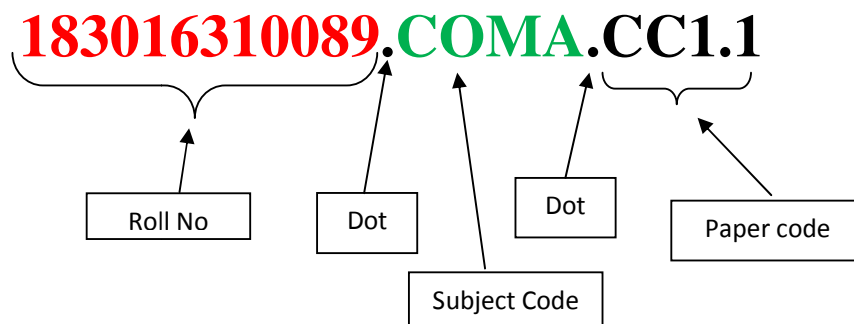 183016310089.COMA.CC1.1
Roll No
Dot
Dot
Paper code
Subject Code